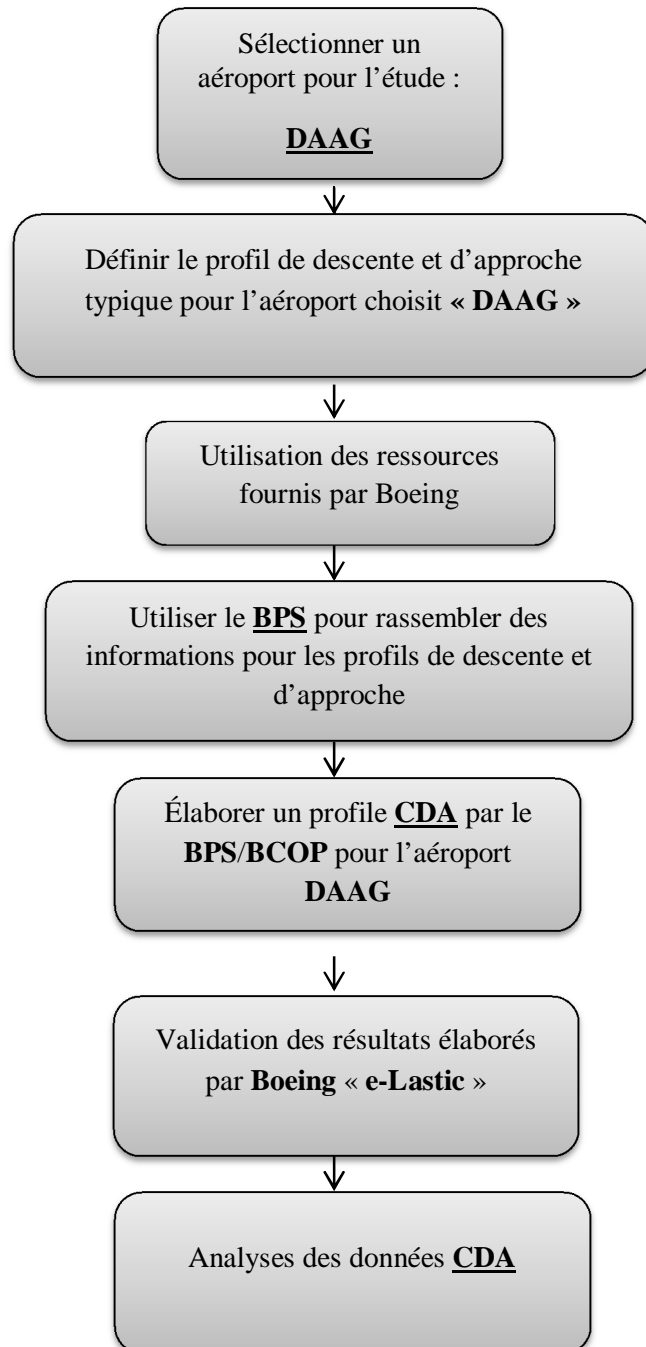 Sélectionner un
aéroport pour l’étude :
DAAG
Définir le profil de descente et d’approche
typique pour l’aéroport choisit « DAAG »
Utilisation des ressources
fournis par Boeing
Utiliser le BPS pour rassembler des
informations pour les profils de descente et
d’approche
Élaborer un profile CDA par le
BPS/BCOP pour l’aéroport
DAAG
Validation des résultats élaborés
par Boeing « e-Lastic »
Analyses des données CDA